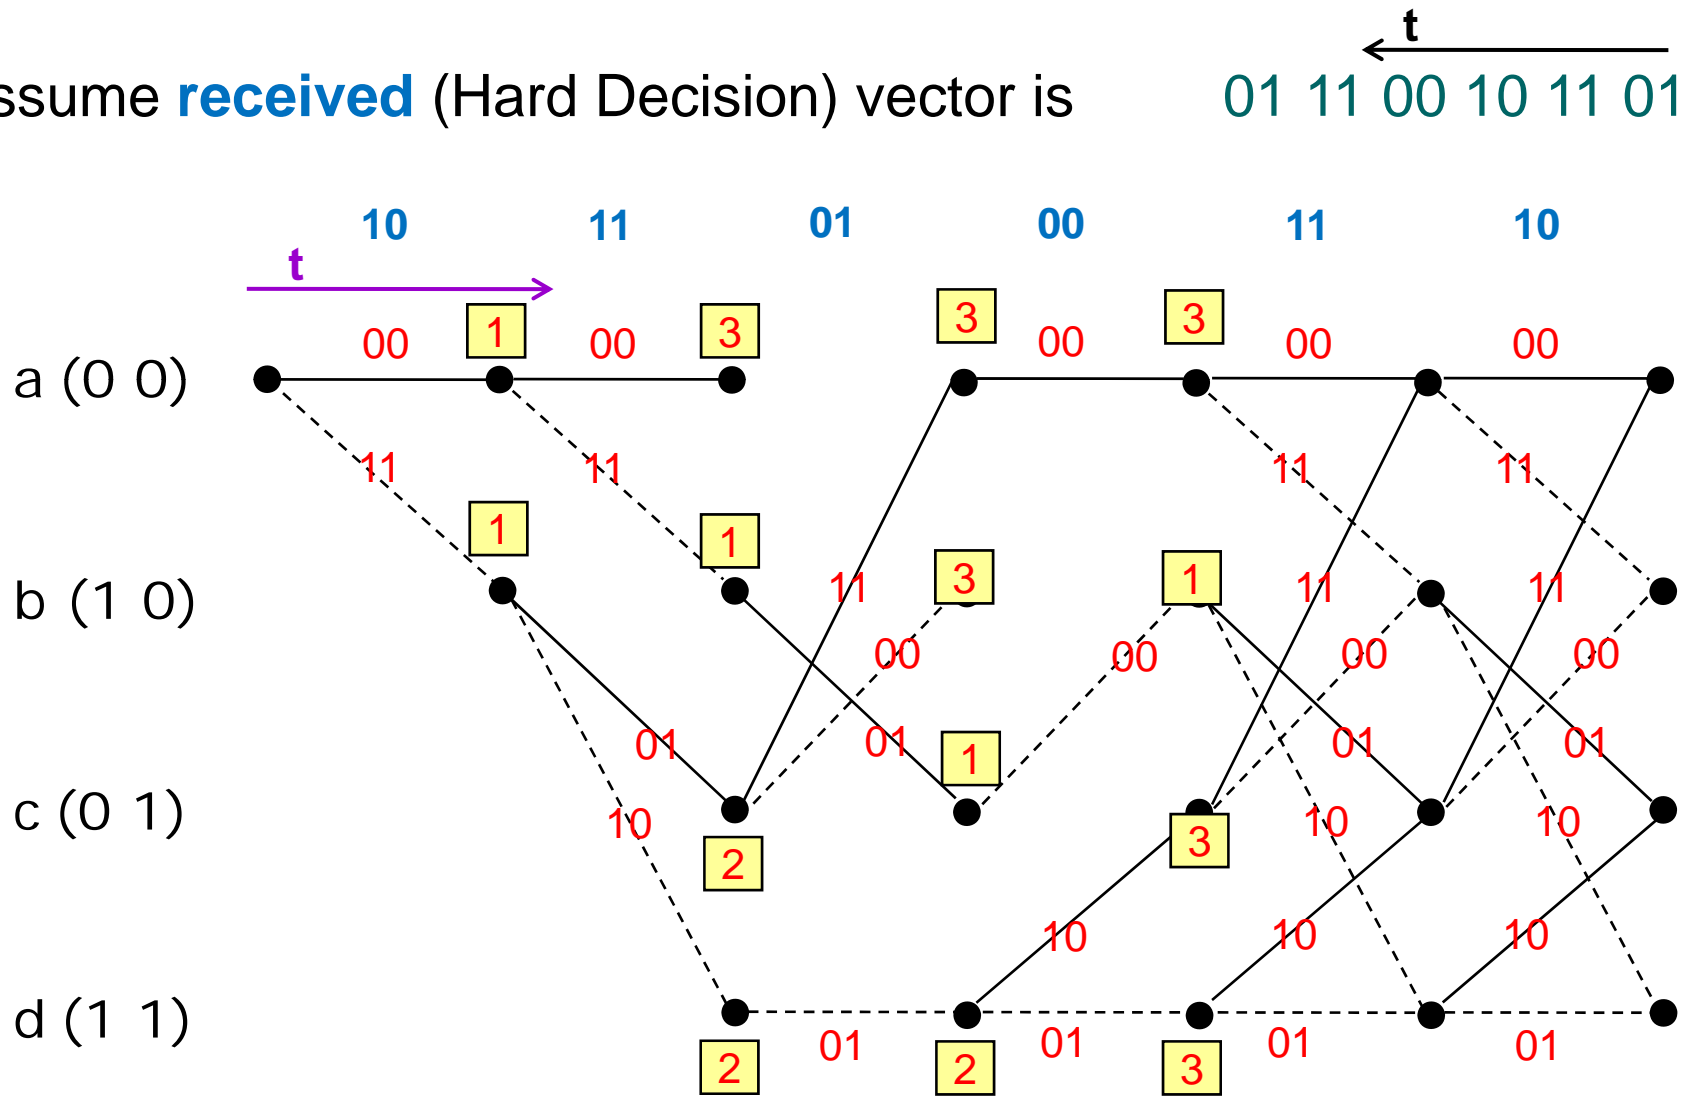 t
ssume received (Hard Decision) vector is 01 11 00 10 11 01
10 11 01 00 11 10
t
1 3 3 3
00 00 00 00 00
a (0 0)
11 11 11 11
1 1 3 1
b (1 0)
11 11 11
00 00 00 00
01 01 01 01
1
c (0 1)
10 10 10
2 3
10 10 10
d (1 1)
01 01 01 01
2 2 3